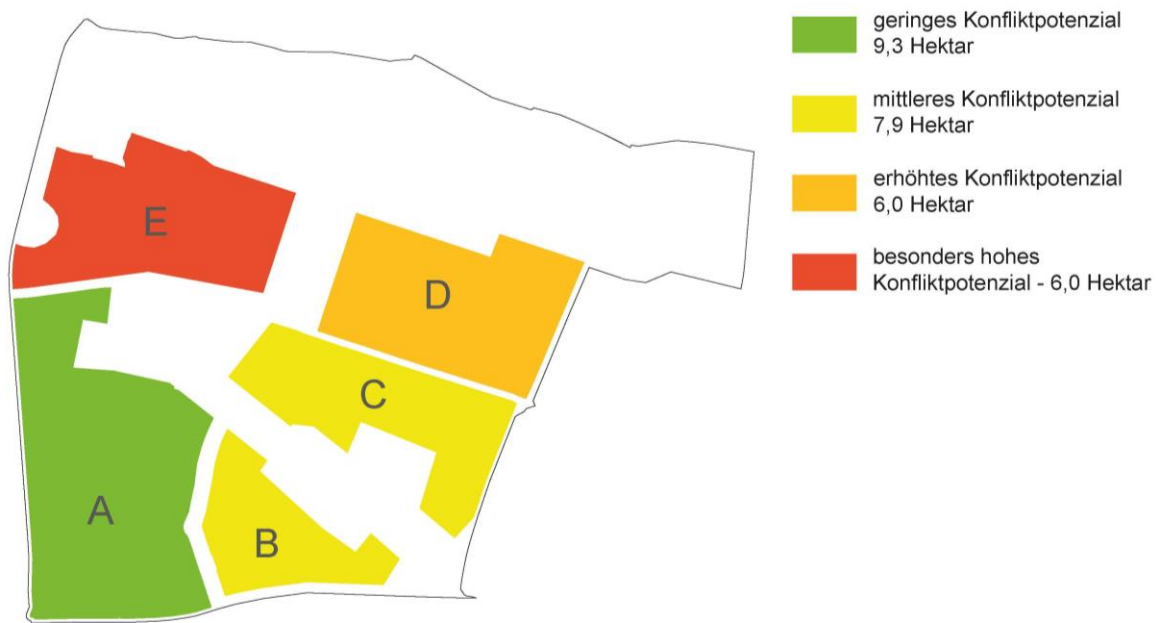 geringes Konfliktpotenzial
9,3 Hektar
mittleres Konfliktpotenzial
7,9 Hektar
erhöhtes Konfliktpotenzial
6,0 Hektar
besonders hohes
Konfliktpotenzial - 6,0 Hektar
E
D
C
A
B